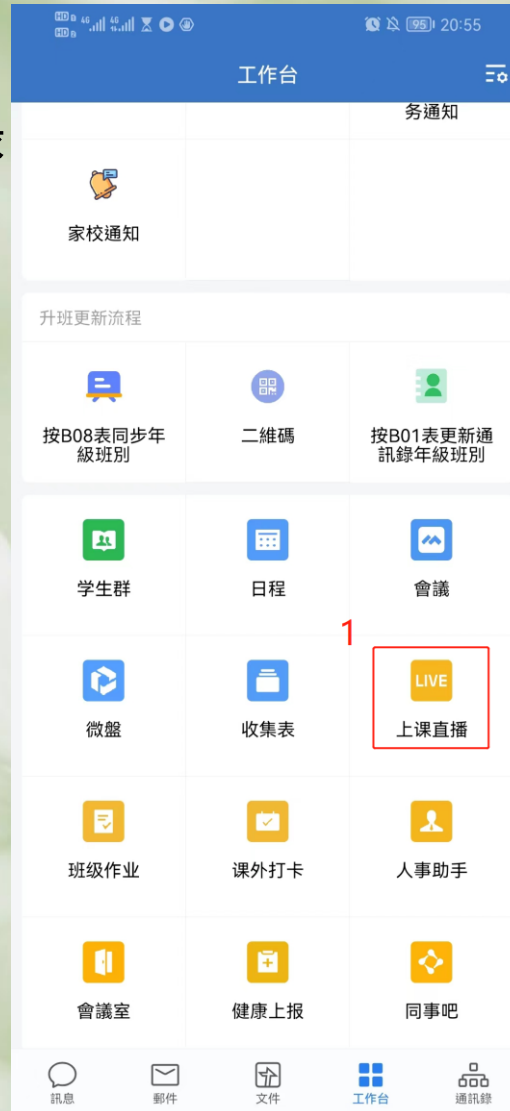 20:55
95
工作台
务通知
家校通知
升班更新流程
按B08表同步年
級班別
二維碼
按B01表更新通
訊錄年級班別
学生群
日程
會議
1
微盤
收集表
LIVE
上课直播
班级作业
课外打卡
人事助手
會議室
健康上报
同事吧
訊息
郵件
文件
工作台
通訊錄